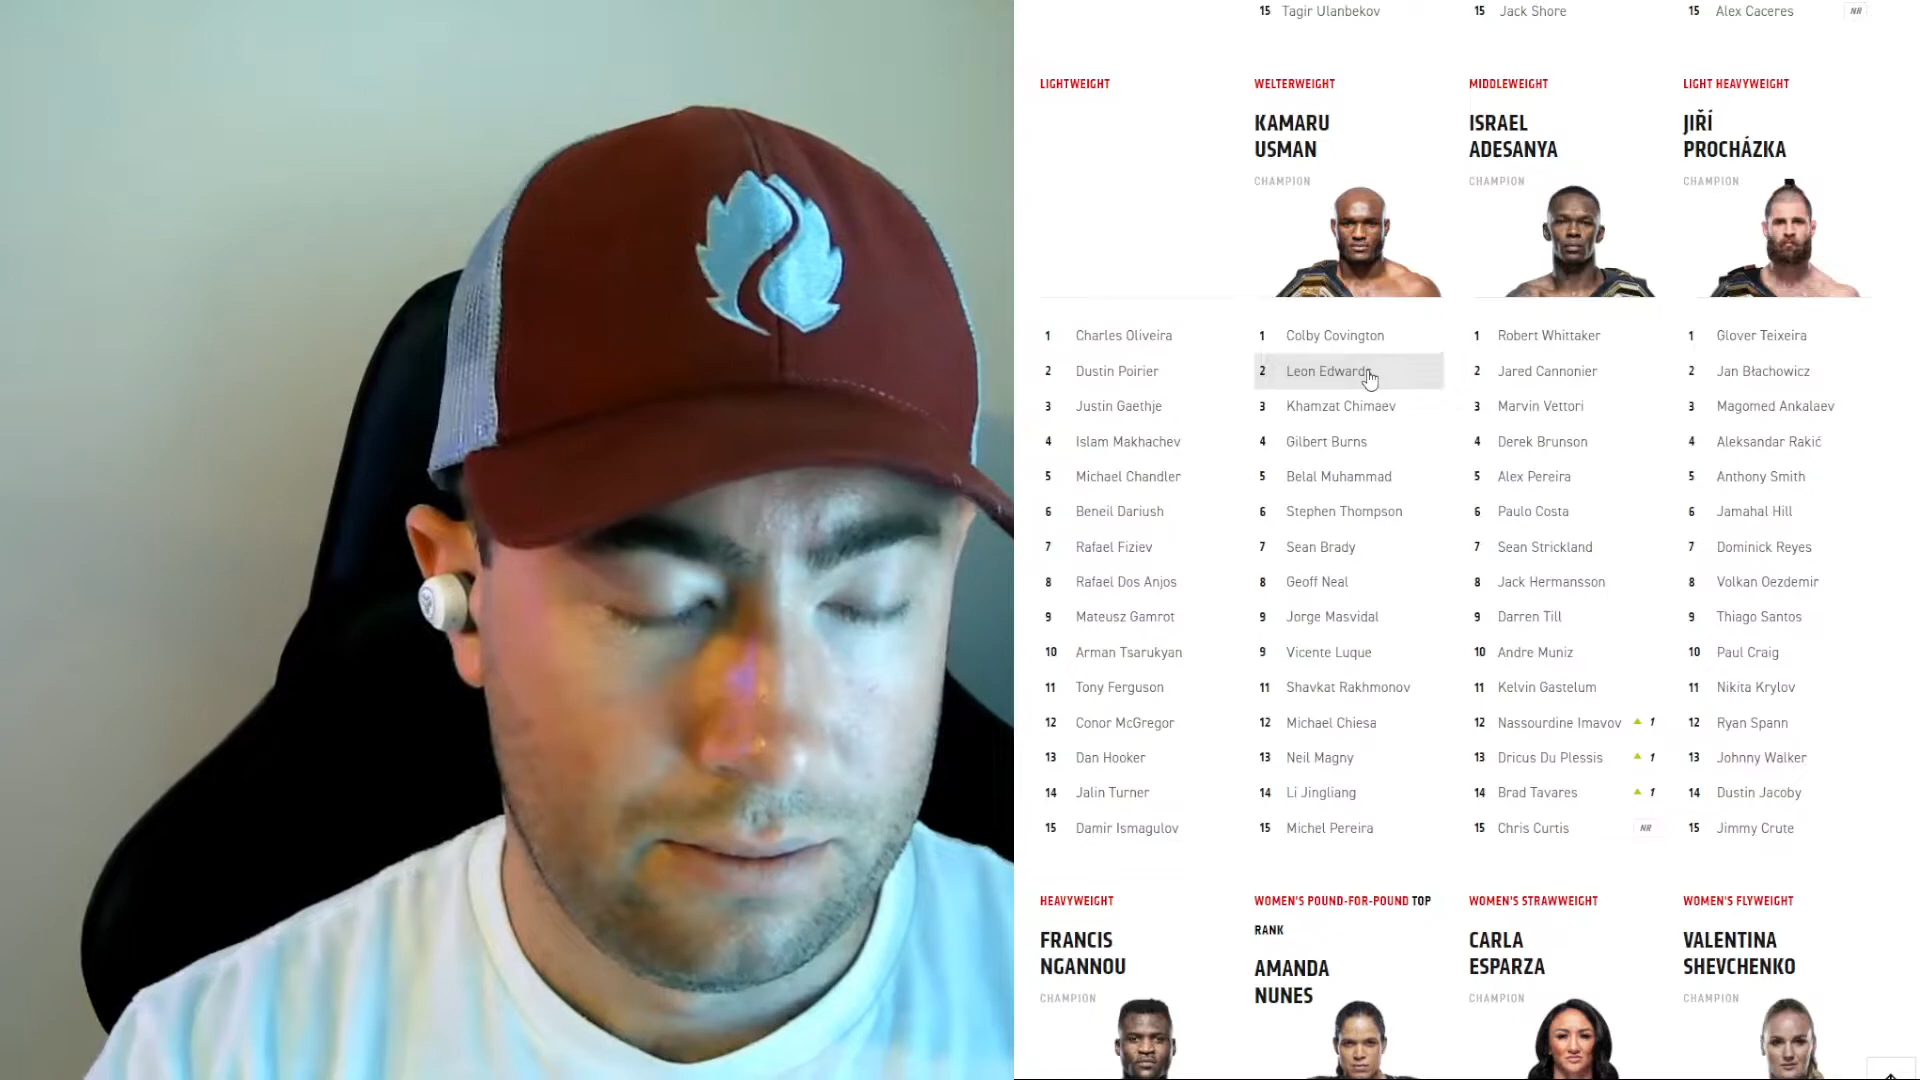 15 Tagir Ulanbekov
15 Jack Shore
15 Alex Caceres NR
LIGHTWEIGHT
1 Charles Oliveira
2 Dustin Poirier
3 Justin Gaethje
4 Islam Makhachev
5 Michael Chandler
6 Beneil Dariush
7 Rafael Fiziev
8 Rafael Dos Anjos
9 Mateusz Gamrot
10 Arman Tsarukyan
11 Tony Ferguson
12 Conor McGregor
13 Dan Hooker
14 Jalin Turner
15 Damir Ismagulov
WELTERWEIGHT
KAMARU
USMAN
CHAMPION
1 Colby Covington
2 Leon Edwards
3 Khamzat Chimaev
4 Gilbert Burns
5 Belal Muhammad
6 Stephen Thompson
7 Sean Brady
8 Geoff Neal
9 Jorge Masvidal
9 Vicente Luque
11 Shavkat Rakhmonov
12 Michael Chiesa
13 Neil Magny
14 Li Jingliang
15 Michel Pereira
MIDDLEWEIGHT
ISRAEL
ADESANYA
CHAMPION
1 Robert Whittaker
2 Jared Cannonier
3 Marvin Vettori
4 Derek Brunson
5 Alex Pereira
6 Paulo Costa
7 Sean Strickland
8 Jack Hermansson
9 Darren Till
10 Andre Muniz
11 Kelvin Gastelum
12 Nassourdine Imavov 1
13 Dricus Du Plessis 1
14 Brad Tavares 1
15 Chris Curtis NR
LIGHT HEAVYWEIGHT
JIŘÍ
PROCHÁZKA
CHAMPION
1 Glover Teixeira
2 Jan Błachowicz
3 Magomed Ankalaev
4 Aleksandar Rakić
5 Anthony Smith
6 Jamahal Hill
7 Dominick Reyes
8 Volkan Oezdemir
9 Thiago Santos
10 Paul Craig
11 Nikita Krylov
12 Ryan Spann
13 Johnny Walker
14 Dustin Jacoby
15 Jimmy Crute
HEAVYWEIGHT
FRANCIS
NGANNOU
CHAMPION
WOMEN'S POUND-FOR-POUND TOP
RANK
AMANDA
NUNES
WOMEN'S STRAWWEIGHT
CARLA
ESPARZA
CHAMPION
WOMEN'S FLYWEIGHT
VALENTINA
SHEVCHENKO
CHAMPION